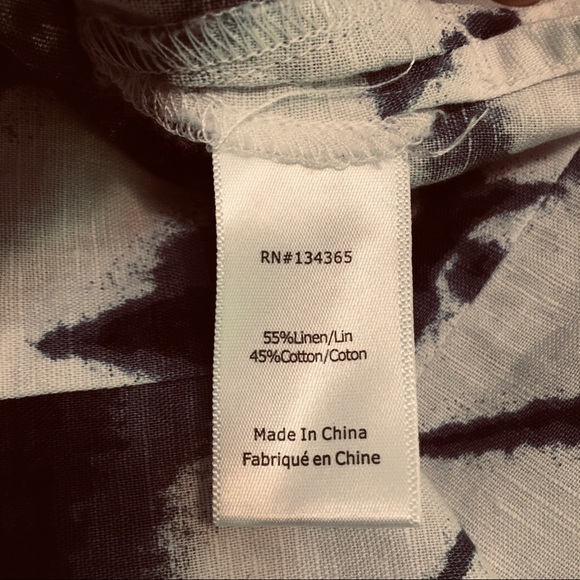 RN#134365
55%Linen/Lin
45%Cotton/Coton
Made In China
Fabriqué en Chine